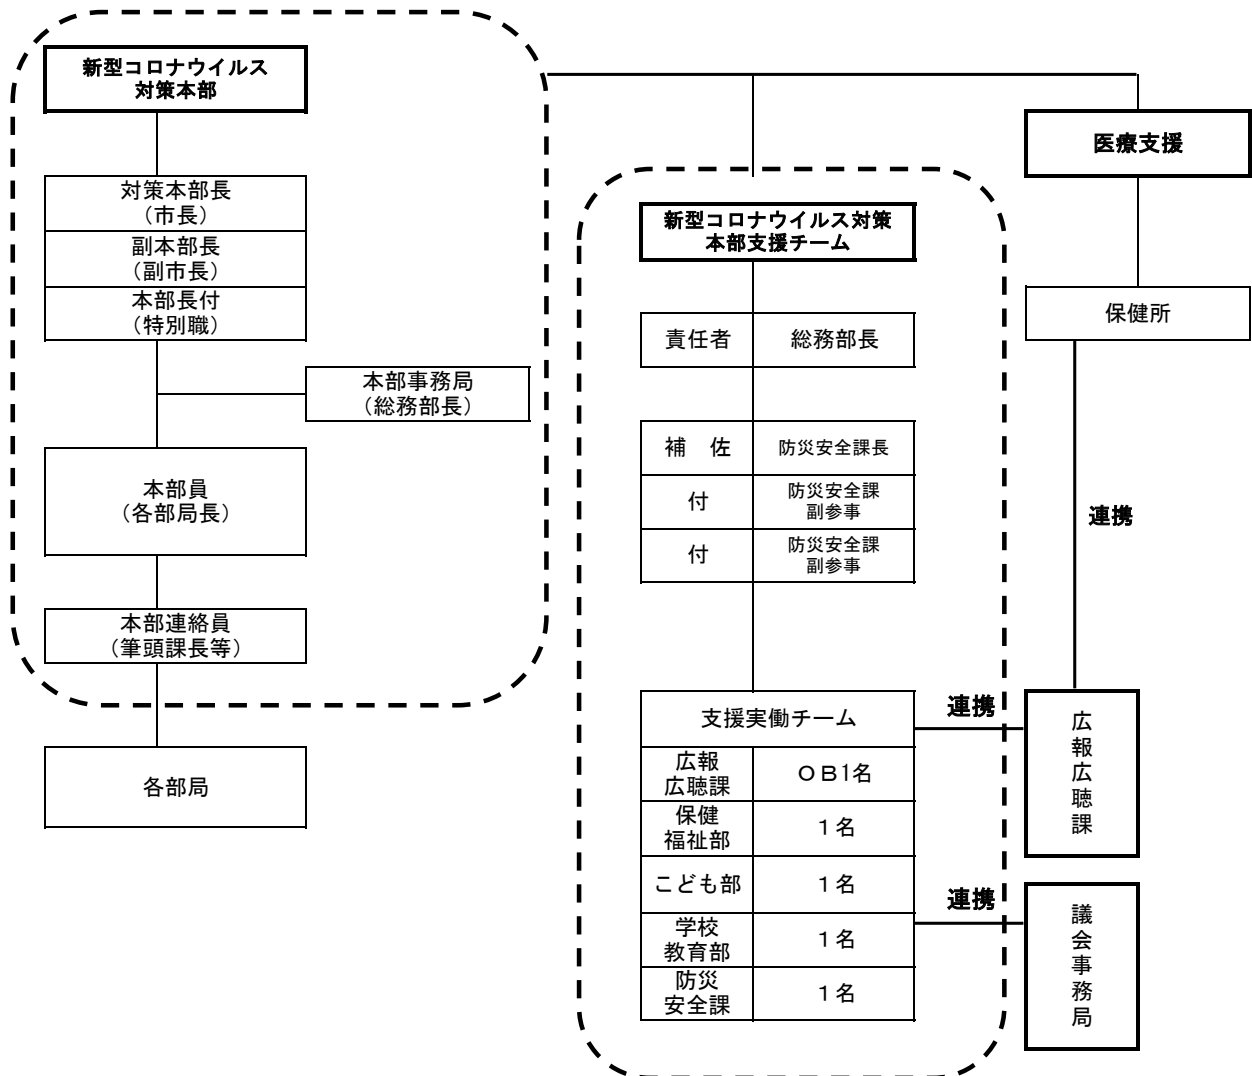 新型コロナウイルス
対策本部
対策本部長
（市長）
副本部長
（副市長）
本部長付
（特別職）
本部事務局
（総務部長）
本部員
（各部局長）
本部連絡員
（筆頭課長等）
各部局
新型コロナウイルス対策
本部支援チーム
責任者
総務部長
補　佐
防災安全課長
付
防災安全課
副参事
付
防災安全課
副参事
支援実働チーム
広報
広聴課
ＯＢ1名
保健
福祉部
１名
こども部
１名
学校
教育部
１名
防災
安全課
１名
医療支援
保健所
連携
連携
広報広聴課
連携
議会事務局